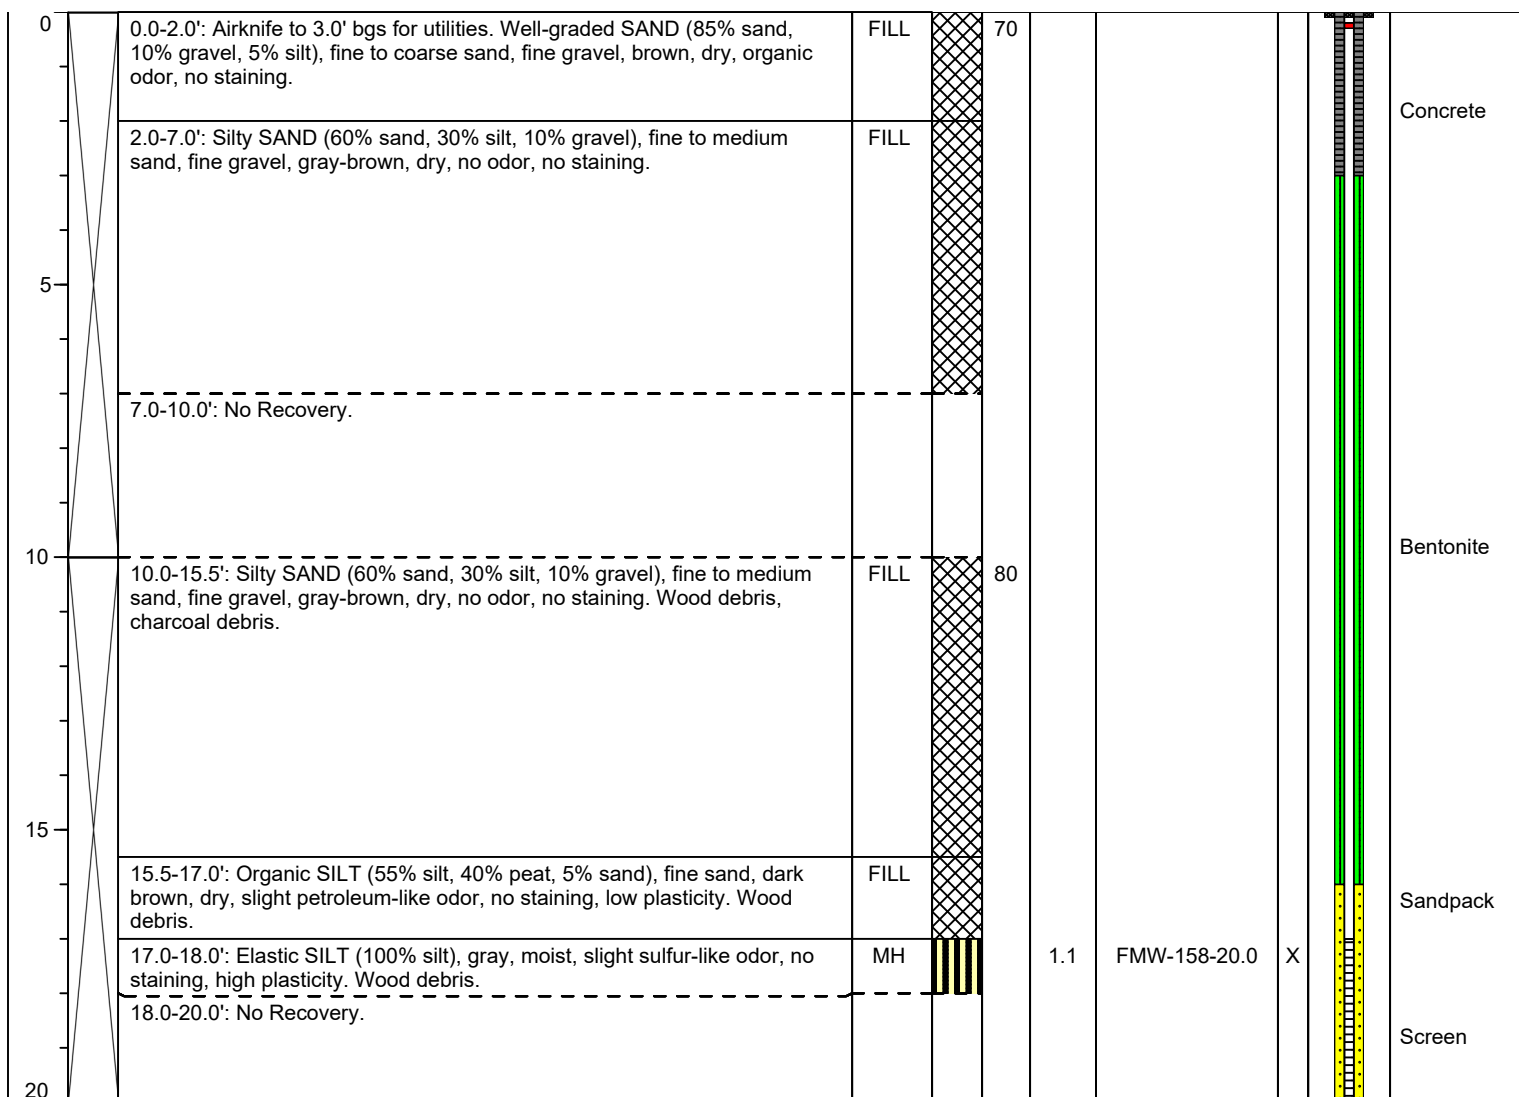 0
0.0-2.0': Airknife to 3.0' bgs for utilities. Well-graded SAND (85% sand,
10% gravel, 5% silt), fine to coarse sand, fine gravel, brown, dry, organic
odor, no staining.
FILL
70
Concrete
2.0-7.0': Silty SAND (60% sand, 30% silt, 10% gravel), fine to medium
sand, fine gravel, gray-brown, dry, no odor, no staining.
FILL
5
7.0-10.0': No Recovery.
Bentonite
10
10.0-15.5': Silty SAND (60% sand, 30% silt, 10% gravel), fine to medium
sand, fine gravel, gray-brown, dry, no odor, no staining. Wood debris,
charcoal debris.
FILL
80
15
15.5-17.0': Organic SILT (55% silt, 40% peat, 5% sand), fine sand, dark
brown, dry, slight petroleum-like odor, no staining, low plasticity. Wood
debris.
FILL
Sandpack
17.0-18.0': Elastic SILT (100% silt), gray, moist, slight sulfur-like odor, no
staining, high plasticity. Wood debris.
MH
1.1
FMW-158-20.0
X
18.0-20.0': No Recovery.
Screen
20